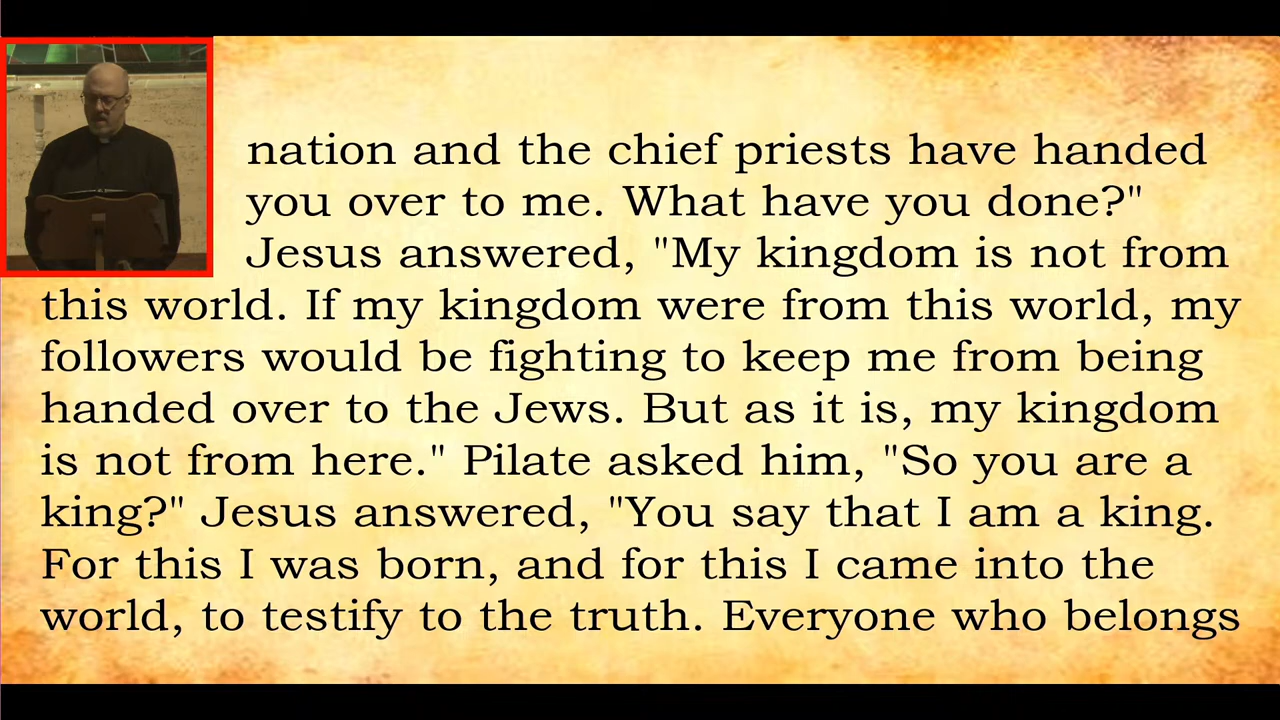 nation and the chief priests have handed
you over to me. What have you done?"
Jesus answered, "My kingdom is not from
this world. If my kingdom were from this world, my
followers would be fighting to keep me from being
handed over to the Jews. But as it is, my kingdom
is not from here." Pilate asked him, "So you are a
king?" Jesus answered, "You say that I am a king.
For this I was born, and for this I came into the
world, to testify to the truth. Everyone who belongs